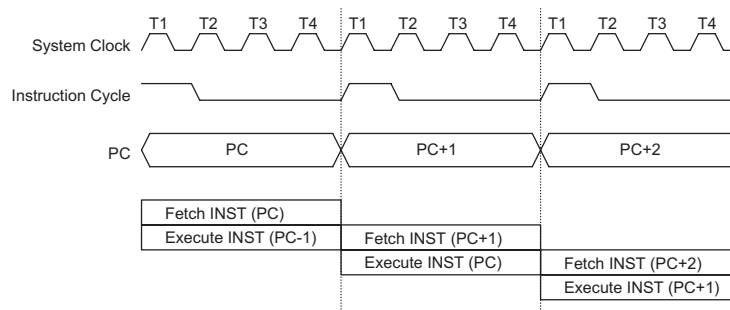 T1 T2 T3 T4 T1 T2 T3 T4 T1 T2 T3 T4
System Clock
Instruction Cycle
PC PC PC+1 PC+2
Fetch INST (PC)
Execute INST (PC-1) Fetch INST (PC+1)
Execute INST (PC) Fetch INST (PC+2)
Execute INST (PC+1)